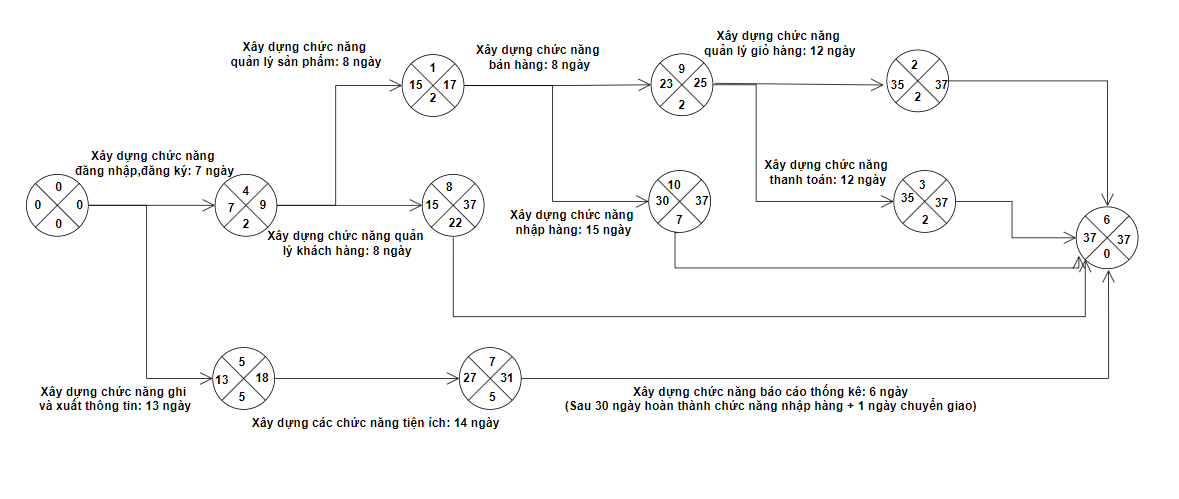 Xây dựng chức năng
quản lý giỏ hàng: 12 ngày
Xây dựng chức năng
quản lý sản phẩm: 8 ngày
Xây dựng chức năng
bán hàng: 8 ngày
1
15 17
2
9
23 25
2
2
35 37
2
Xây dựng chức năng
đăng nhập,đăng ký: 7 ngày
Xây dựng chức năng
thanh toán: 12 ngày
0
0 0
0
4
7 9
2
8
15 37
22
10
30 37
7
3
35 37
2
Xây dựng chức năng
nhập hàng: 15 ngày
Xây dựng chức năng quản
lý khách hàng: 8 ngày
6
37 37
0
5
13 18
5
7
27 31
5
Xây dựng chức năng ghi
và xuất thông tin: 13 ngày
Xây dựng chức năng báo cáo thống kê: 6 ngày
(Sau 30 ngày hoàn thành chức năng nhập hàng + 1 ngày chuyển giao)
Xây dựng các chức năng tiện ích: 14 ngày